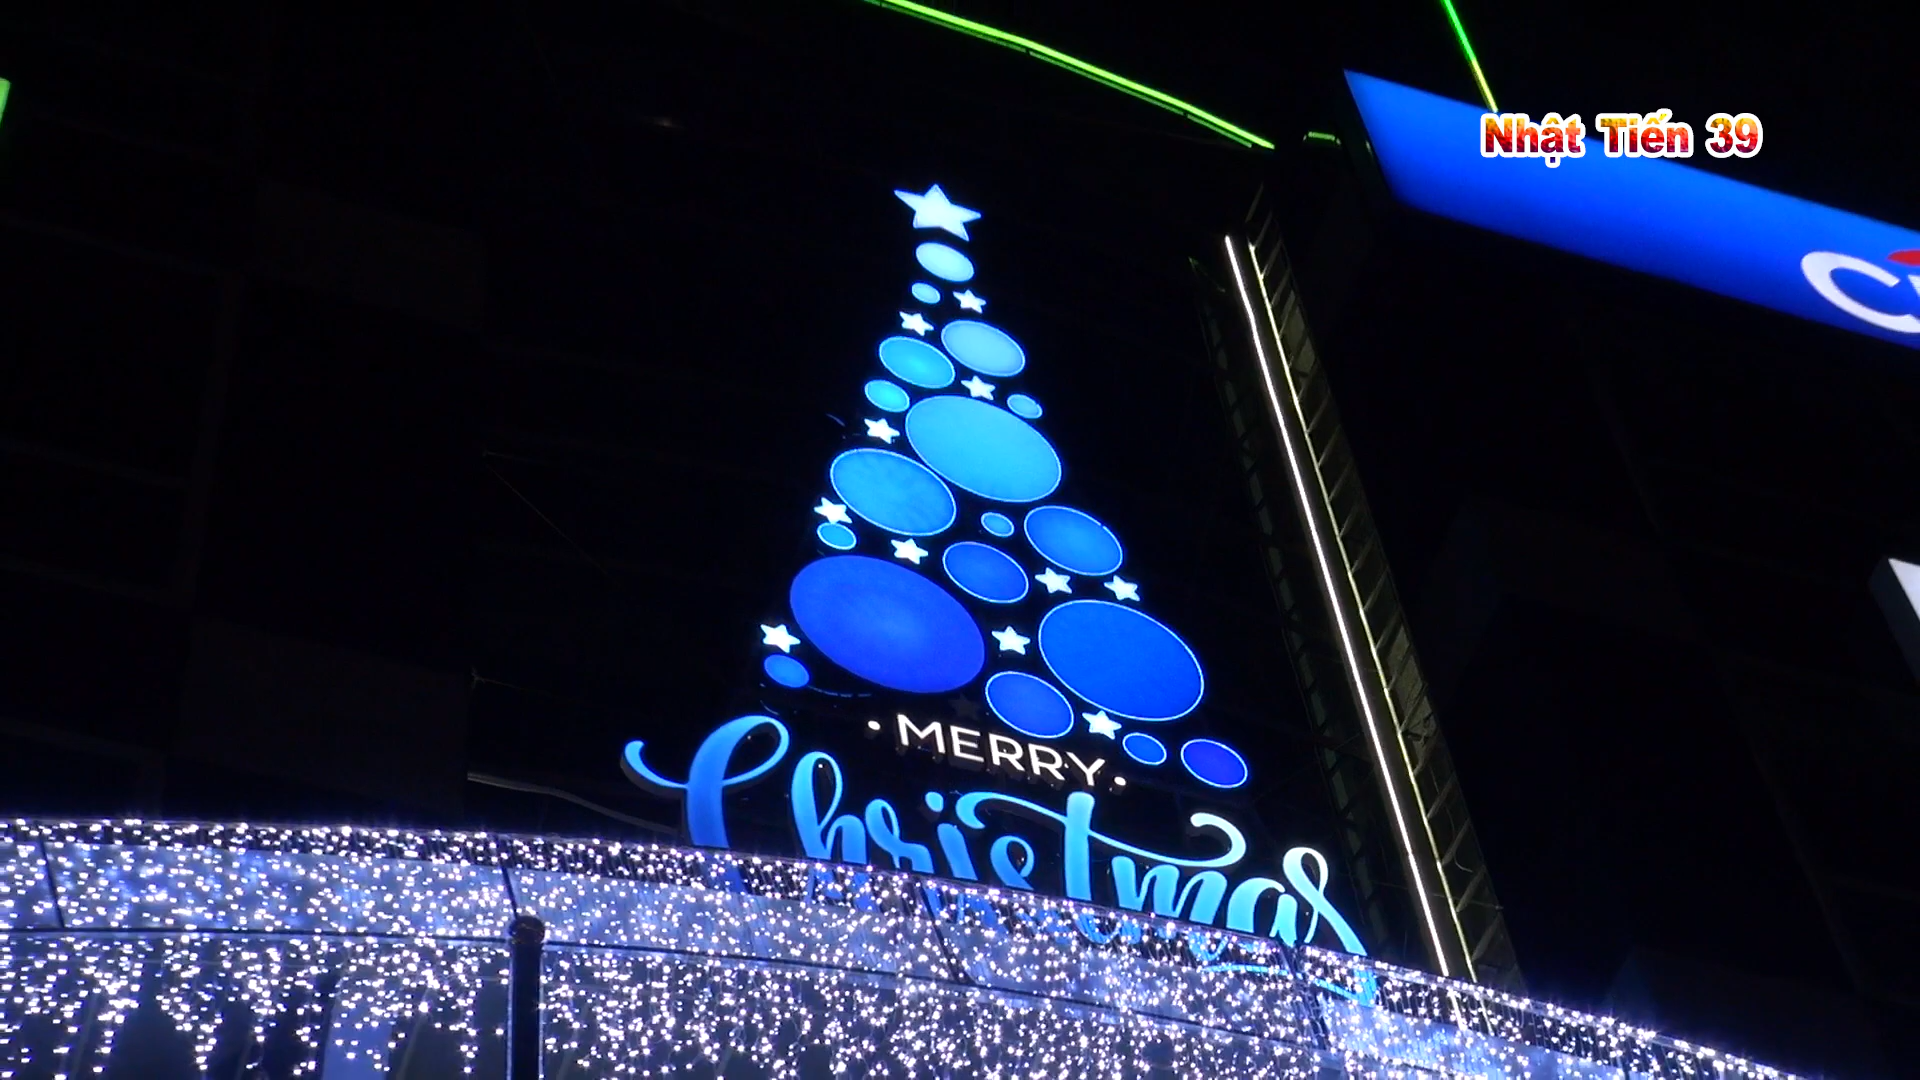 Nhật Tiến 39
• MERRY •
Christmas